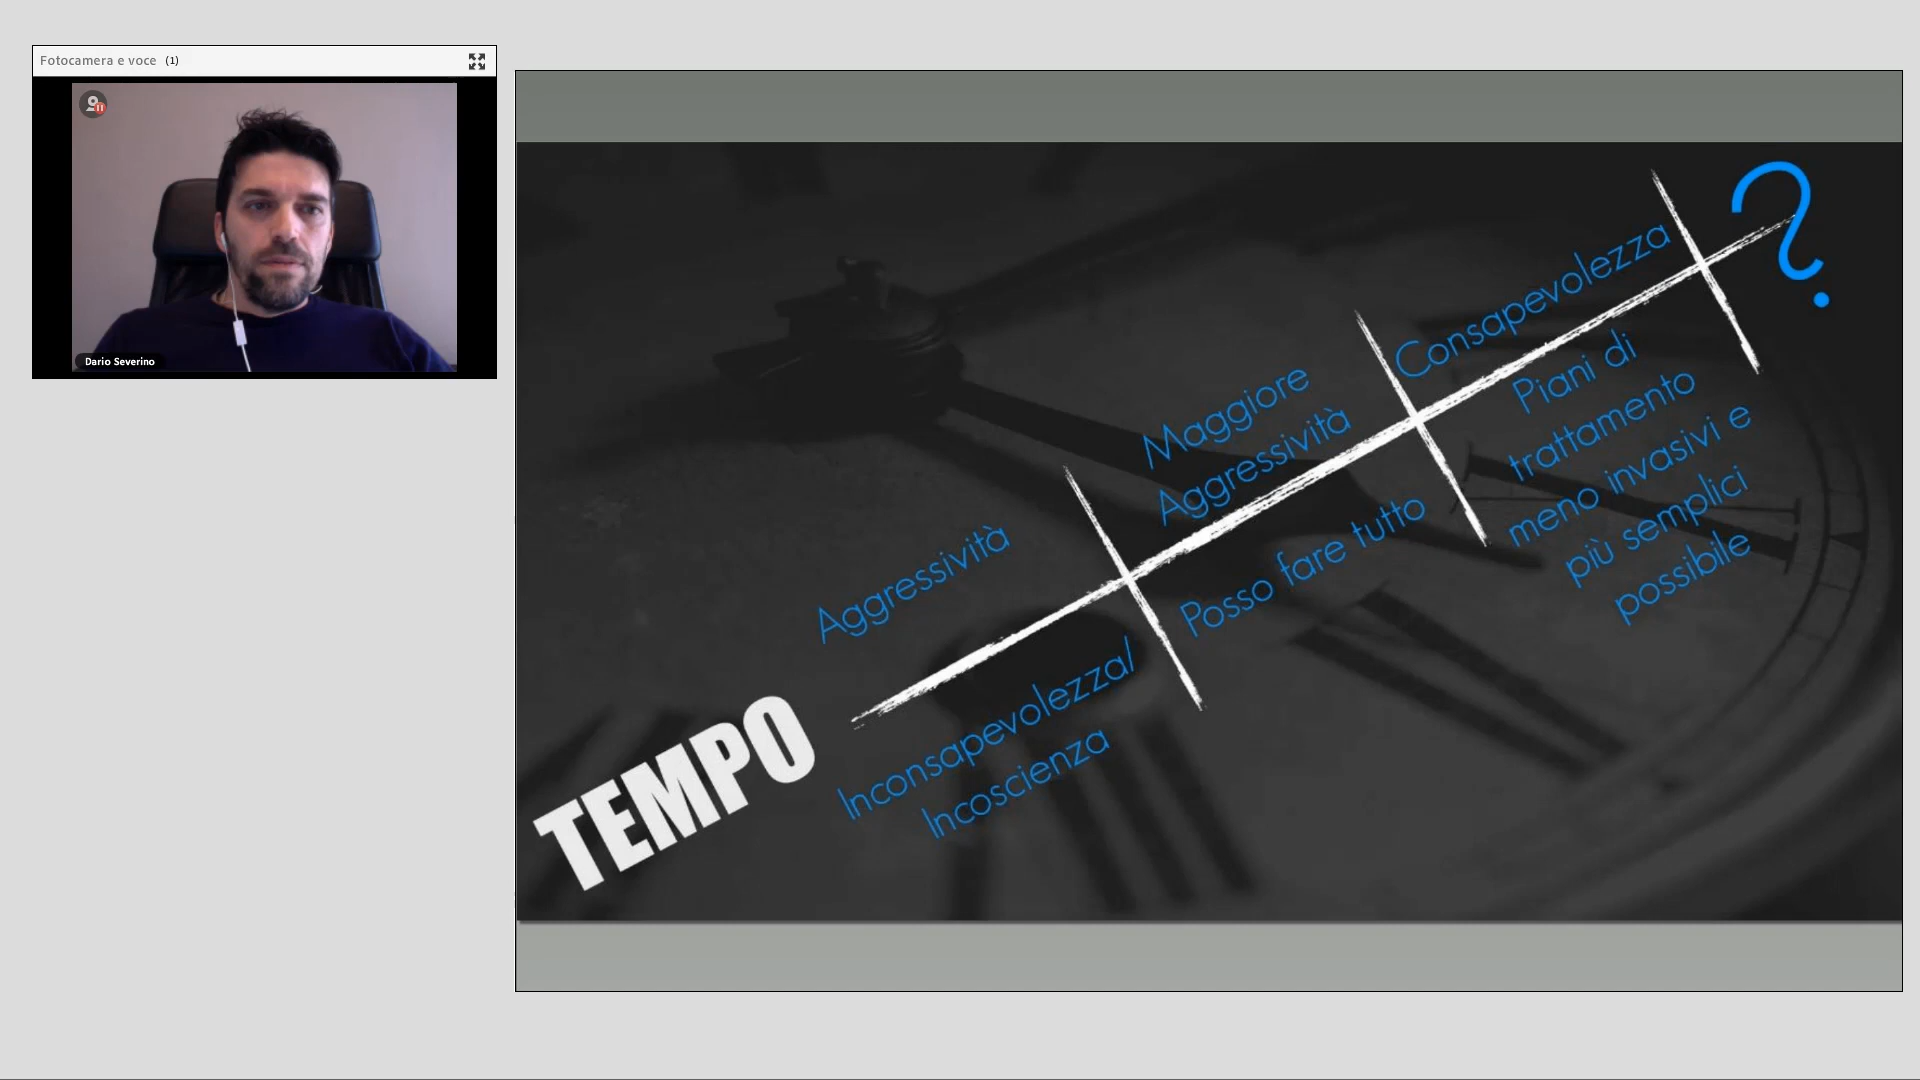 Fotocamera e voce (1)
Dario Severino
TEMPO
Aggressività
Inconsapevolezza/
Incoscienza
Maggiore
Aggressività
Posso fare tutto
Consapevolezza
Piani di
trattamento
meno invasivi e
più semplici
possibile
?